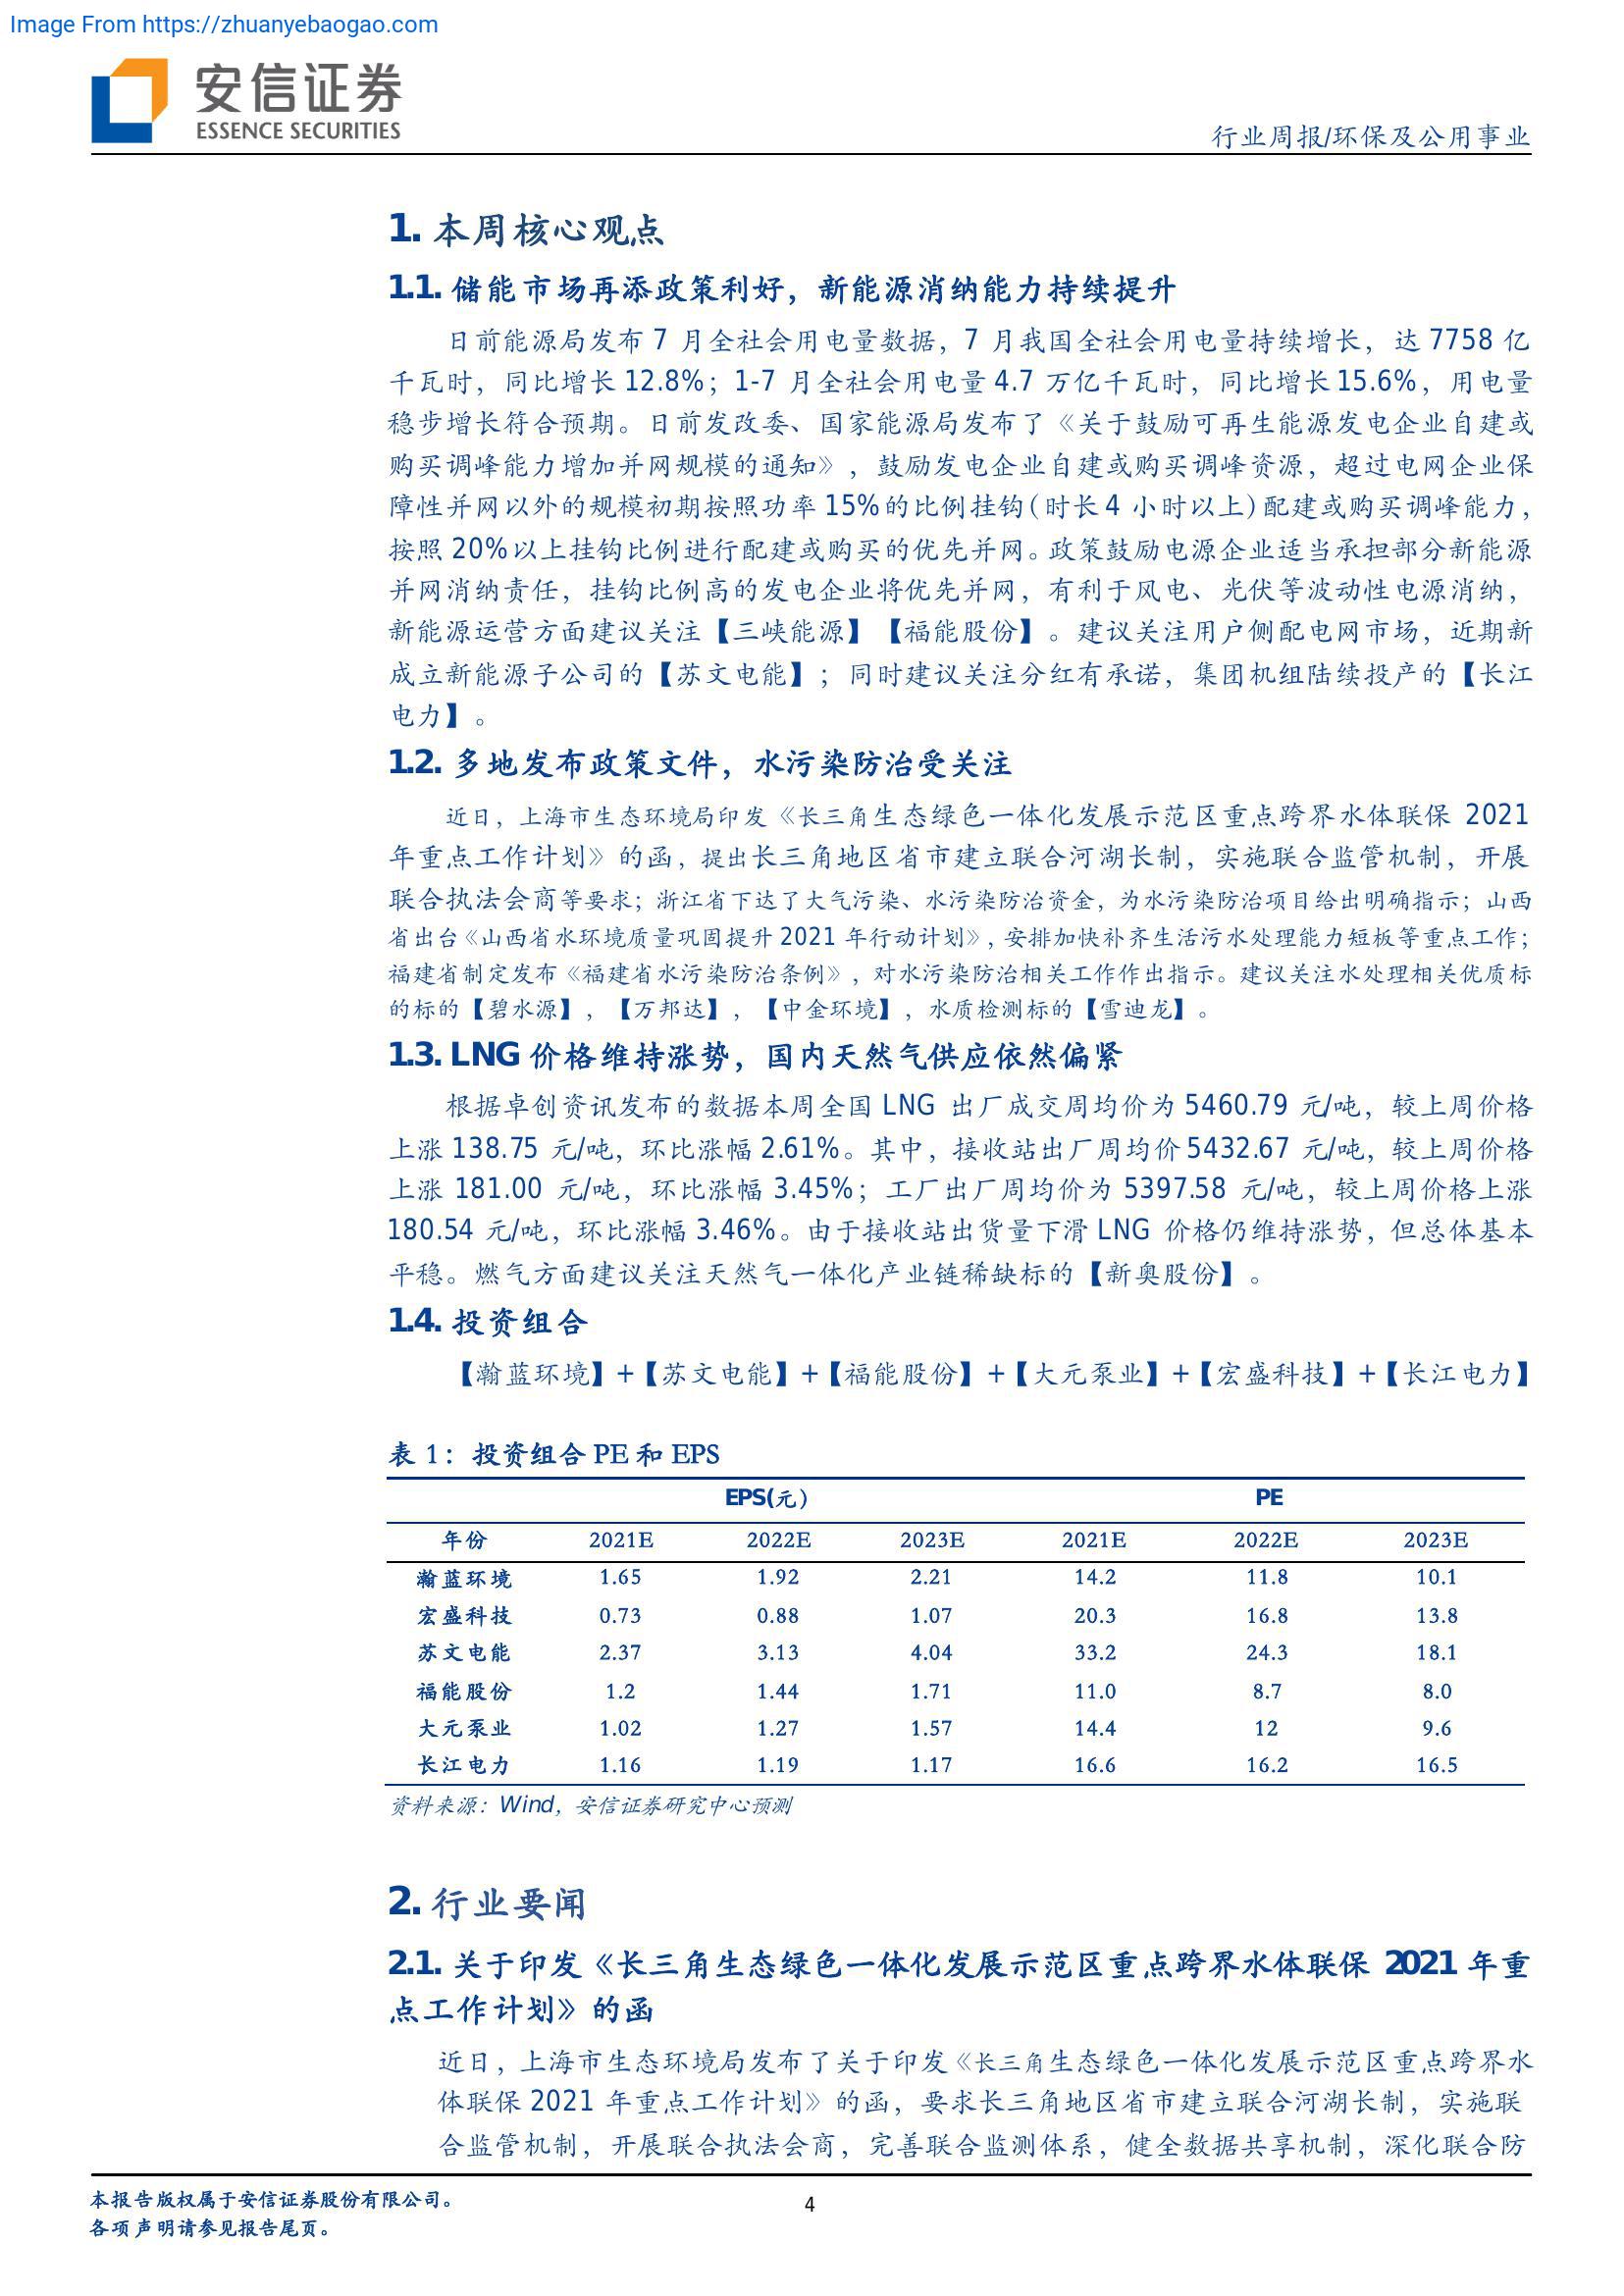 Image From https://zhuanyebaogao.com
安信证券
ESSENCE SECURITIES
行业周报/环保及公用事业
1. 本周核心观点
1.1. 储能市场再添政策利好，新能源消纳能力持续提升
日前能源局发布 7 月全社会用电量数据，7 月我国全社会用电量持续增长，达 7758 亿
千瓦时，同比增长 12.8%；1-7 月全社会用电量 4.7 万亿千瓦时，同比增长 15.6%，用电量
稳步增长符合预期。日前发改委、国家能源局发布了《关于鼓励可再生能源发电企业自建或
购买调峰能力增加并网规模的通知》，鼓励发电企业自建或购买调峰资源，超过电网企业保
障性并网以外的规模初期按照功率 15%的比例挂钩（时长 4 小时以上）配建或购买调峰能力，
按照 20%以上挂钩比例进行配建或购买的优先并网。政策鼓励电源企业适当承担部分新能源
并网消纳责任，挂钩比例高的发电企业将优先并网，有利于风电、光伏等波动性电源消纳，
新能源运营方面建议关注【三峡能源】【福能股份】。建议关注用户侧配电网市场，近期新
成立新能源子公司的【苏文电能】；同时建议关注分红有承诺，集团机组陆续投产的【长江
电力】。
1.2. 多地发布政策文件，水污染防治受关注
近日，上海市生态环境局印发《长三角生态绿色一体化发展示范区重点跨界水体联保 2021
年重点工作计划》的函，提出长三角地区省市建立联合河湖长制，实施联合监管机制，开展
联合执法会商等要求；浙江省下达了大气污染、水污染防治资金，为水污染防治项目给出明确指示；山西
省出台《山西省水环境质量巩固提升 2021 年行动计划》，安排加快补齐生活污水处理能力短板等重点工作；
福建省制定发布《福建省水污染防治条例》，对水污染防治相关工作作出指示。建议关注水处理相关优质标
的标的【碧水源】，【万邦达】，【中金环境】，水质检测标的【雪迪龙】。
1.3. LNG 价格维持涨势，国内天然气供应依然偏紧
根据卓创资讯发布的数据本周全国 LNG 出厂成交周均价为 5460.79 元/吨，较上周价格
上涨 138.75 元/吨，环比涨幅 2.61%。其中，接收站出厂周均价 5432.67 元/吨，较上周价格
上涨 181.00 元/吨，环比涨幅 3.45%；工厂出厂周均价为 5397.58 元/吨，较上周价格上涨
180.54 元/吨，环比涨幅 3.46%。由于接收站出货量下滑 LNG 价格仍维持涨势，但总体基本
平稳。燃气方面建议关注天然气一体化产业链稀缺标的【新奥股份】。
1.4. 投资组合
【瀚蓝环境】+【苏文电能】+【福能股份】+【大元泵业】+【宏盛科技】+【长江电力】
表 1：投资组合 PE 和 EPS
EPS(元) PE
年份 2021E 2022E 2023E 2021E 2022E 2023E
瀚蓝环境 1.65 1.92 2.21 14.2 11.8 10.1
宏盛科技 0.73 0.88 1.07 20.3 16.8 13.8
苏文电能 2.37 3.13 4.04 33.2 24.3 18.1
福能股份 1.2 1.44 1.71 11.0 8.7 8.0
大元泵业 1.02 1.27 1.57 14.4 12 9.6
长江电力 1.16 1.19 1.17 16.6 16.2 16.5
资料来源：Wind，安信证券研究中心预测
2. 行业要闻
2.1. 关于印发《长三角生态绿色一体化发展示范区重点跨界水体联保 2021 年重
点工作计划》的函
近日，上海市生态环境局发布了关于印发《长三角生态绿色一体化发展示范区重点跨界水
体联保 2021 年重点工作计划》的函，要求长三角地区省市建立联合河湖长制，实施联
合监管机制，开展联合执法会商，完善联合监测体系，健全数据共享机制，深化联合防
本报告版权属于安信证券股份有限公司。
各项声明请参见报告尾页。
4